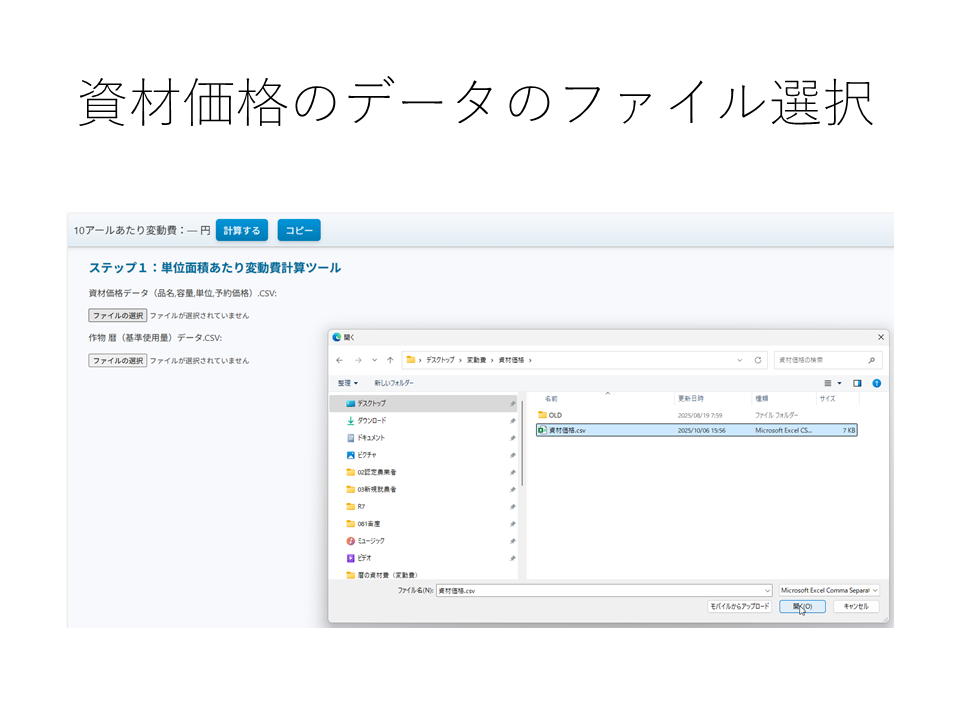 資材価格のデータのファイル選択
10アールあたり変動費：— 円 計算する コピー
ステップ1：単位面積あたり変動費計算ツール
資材価格データ（品名,容量,単位,予約価格）.CSV:
ファイルの選択 ファイルが選択されていません
作物 暦（基準使用量）データ.CSV:
ファイルの選択 ファイルが選択されていません
開く
デスクトップ › 変動費 › 資材価格 ›
資材価格の検索
整理 新しいフォルダー
名前 更新日時 種類 サイズ
デスクトップ
ダウンロード
ドキュメント
ピクチャ
02認定農業者
03新規就農者
R7
081畜産
ミュージック
ビデオ
暦の資材費（変動費）
OLD 2025/08/19 7:59 ファイル フォルダー
資材価格.csv 2025/10/06 15:56 Microsoft Excel CS... 7 KB
ファイル名(N): 資材価格.csv Microsoft Excel Comma Separat
モバイルからアップロード 開く(O) キャンセル